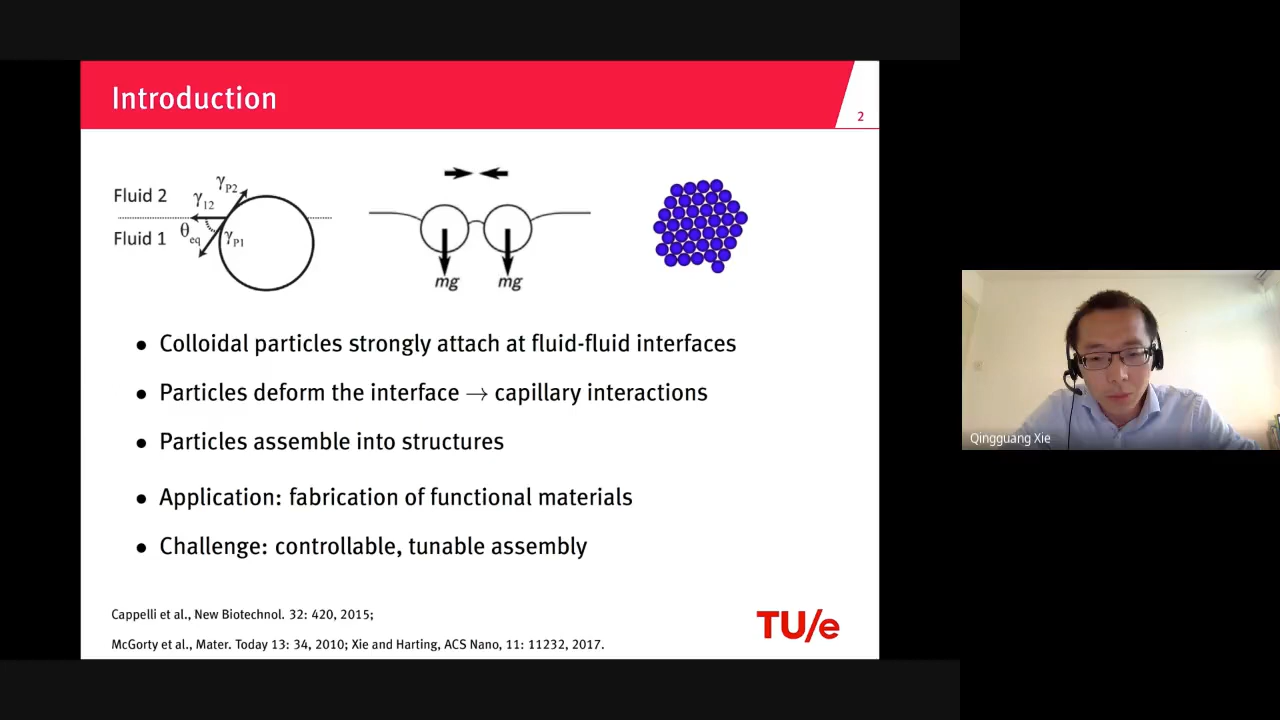 Introduction
2
Fluid 2
Fluid 1
γ12
γP2
θeq
γP1
mg
mg
• Colloidal particles strongly attach at fluid-fluid interfaces
• Particles deform the interface → capillary interactions
• Particles assemble into structures
• Application: fabrication of functional materials
• Challenge: controllable, tunable assembly
Cappelli et al., New Biotechnol. 32: 420, 2015;
McGorty et al., Mater. Today 13: 34, 2010; Xie and Harting, ACS Nano, 11: 11232, 2017.
TU/e
Qingguang Xie